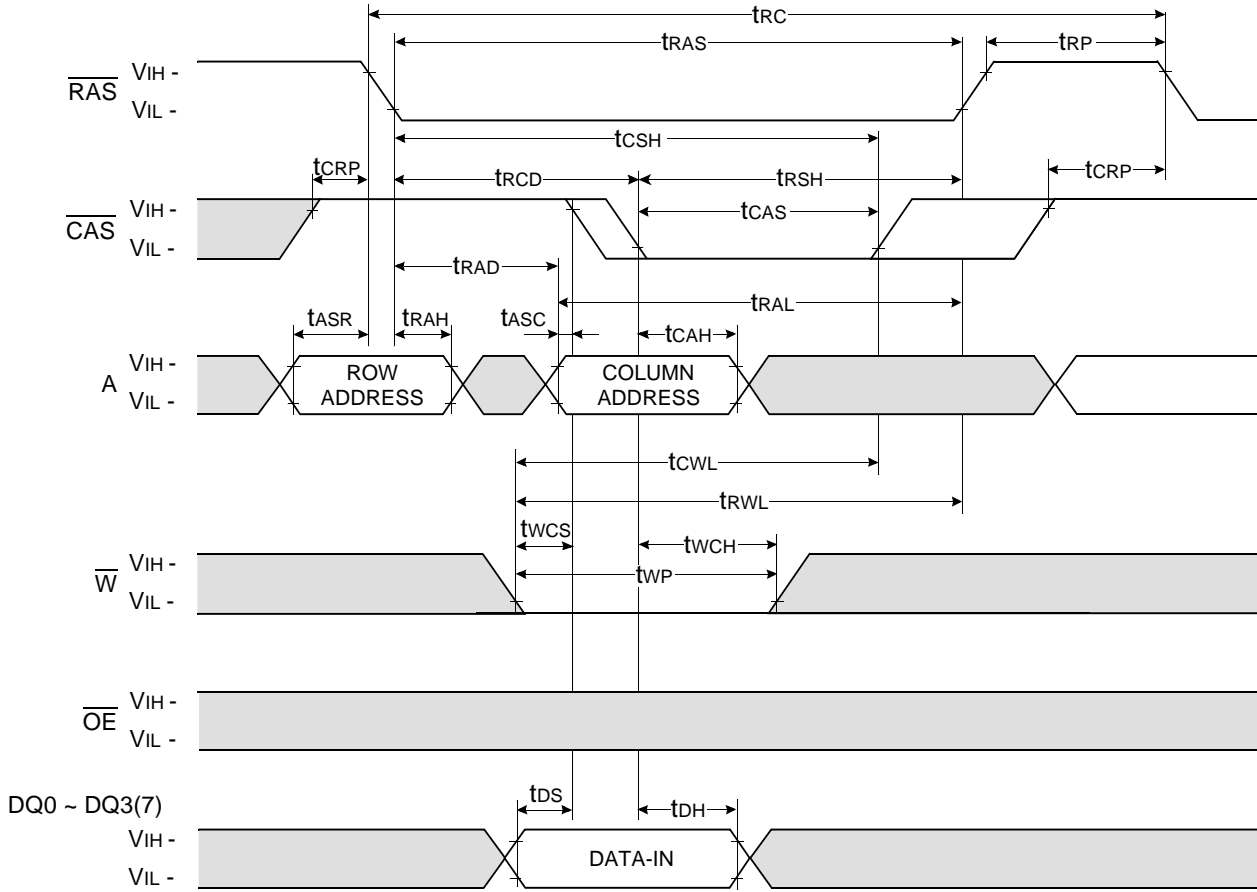 tRC
tRAS
tRP
RAS
VIH -
VIL -
tCSH
tCRP
tRCD
tRSH
tCRP
CAS
VIH -
VIL -
tCAS
tRAD
tRAL
tASR
tRAH
tASC
tCAH
A
VIH -
VIL -
ROW
ADDRESS
COLUMN
ADDRESS
tCWL
tRWL
tWCS
tWCH
W
VIH -
VIL -
tWP
OE
VIH -
VIL -
DQ0 ~ DQ3(7)
tDS
tDH
VIH -
VIL -
DATA-IN